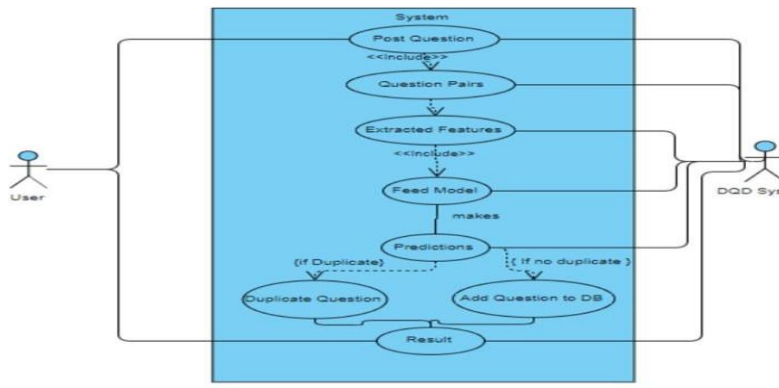 System
Post Question
<<Include>>
Question Pairs
Extracted Features
<<Include>>
User
DQD Sys
Feed Model
makes
Predictions
{if Duplicate}
{ If no duplicate }
Duplicate Question
Add Question to DB
Result